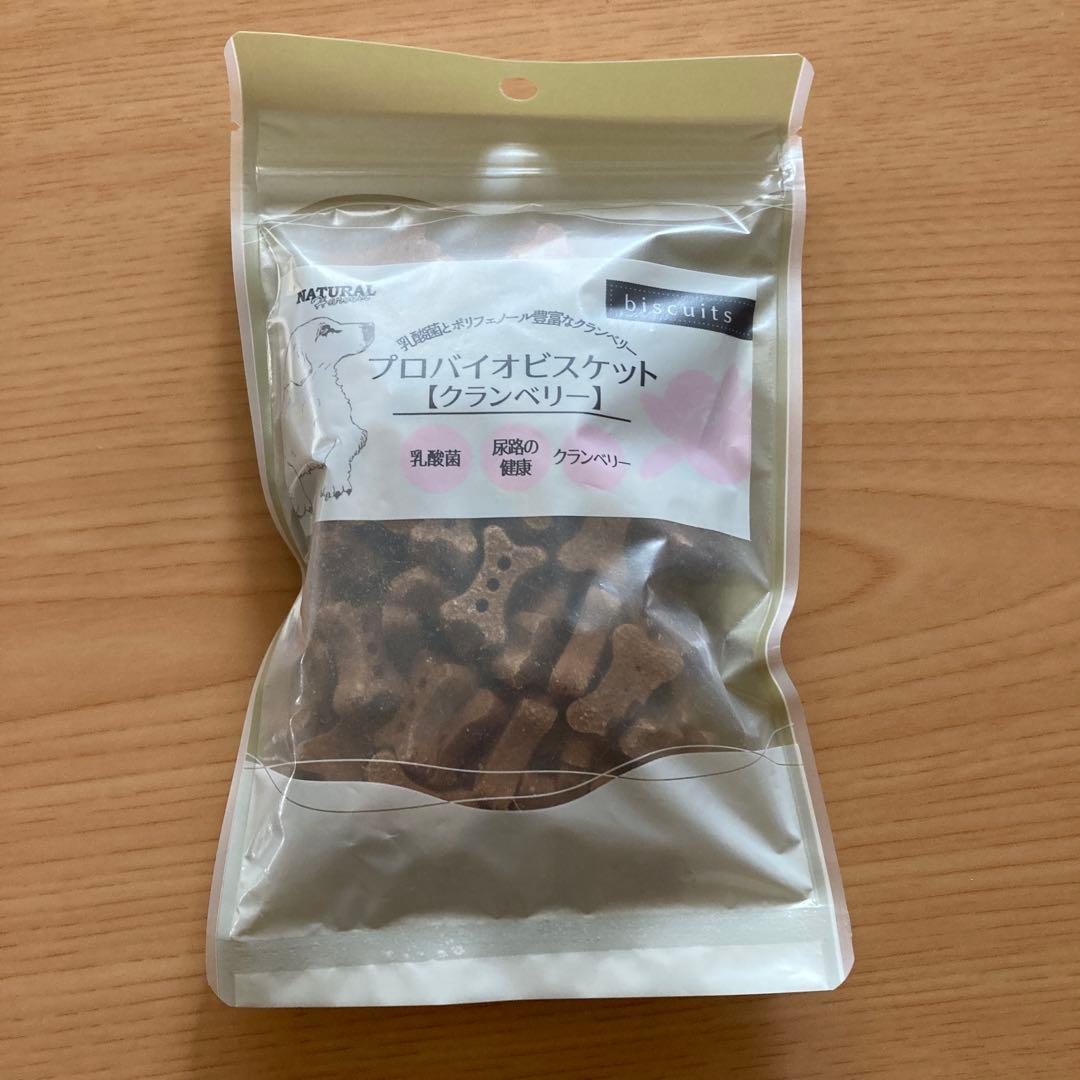 NATURAL
biscuits
乳酸菌とポリフェノール豊富なクランベリー
プロバイオビスケット
【クランベリー】
乳酸菌
尿路の
健康
クランベリー